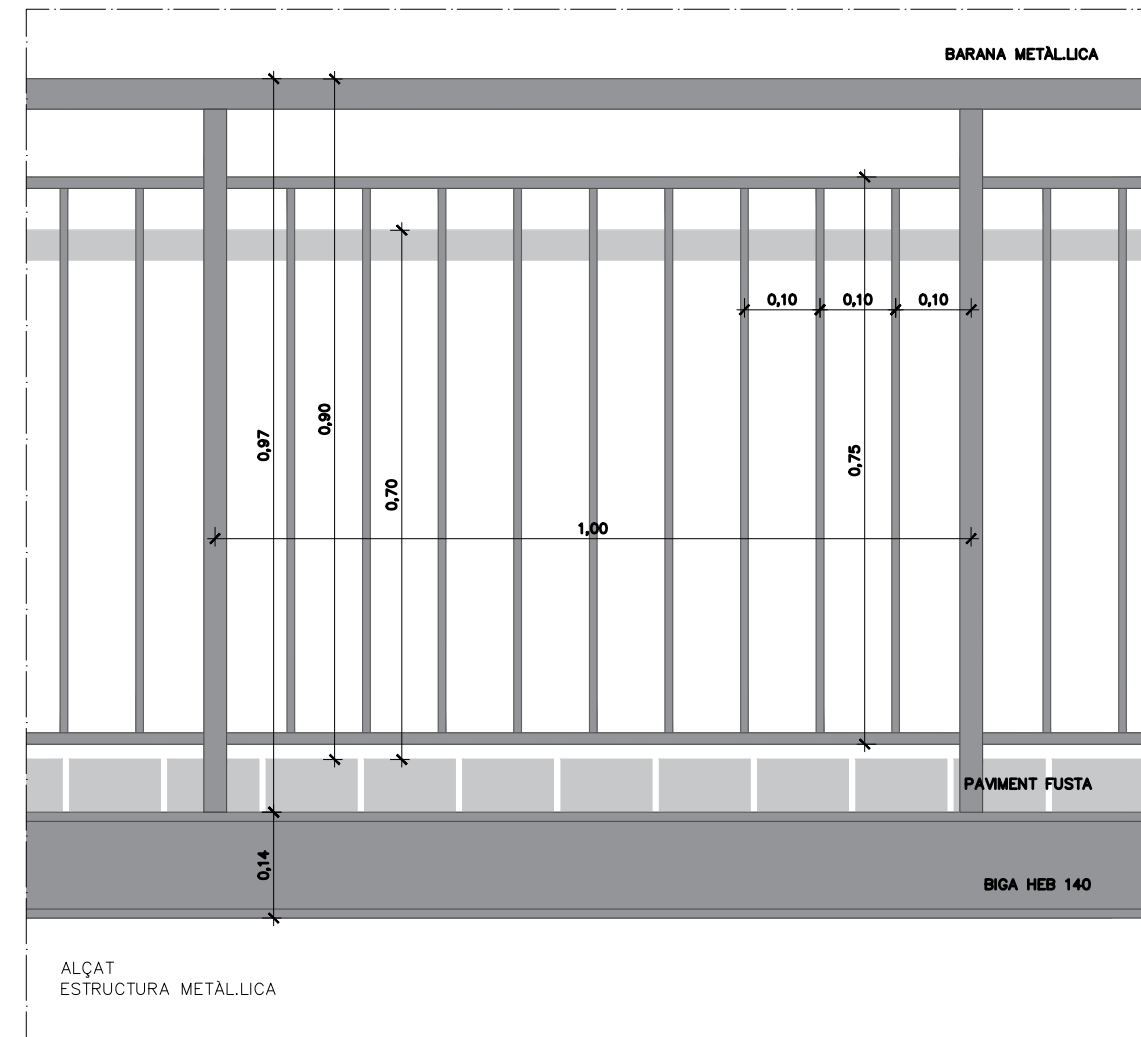 BARANA METÀL.LICA
0,10 0,10 0,10
0,97
0,90
0,70
0,75
1,00
PAVIMENT FUSTA
0,14
BIGA HEB 140
ALÇAT
ESTRUCTURA METÀL.LICA